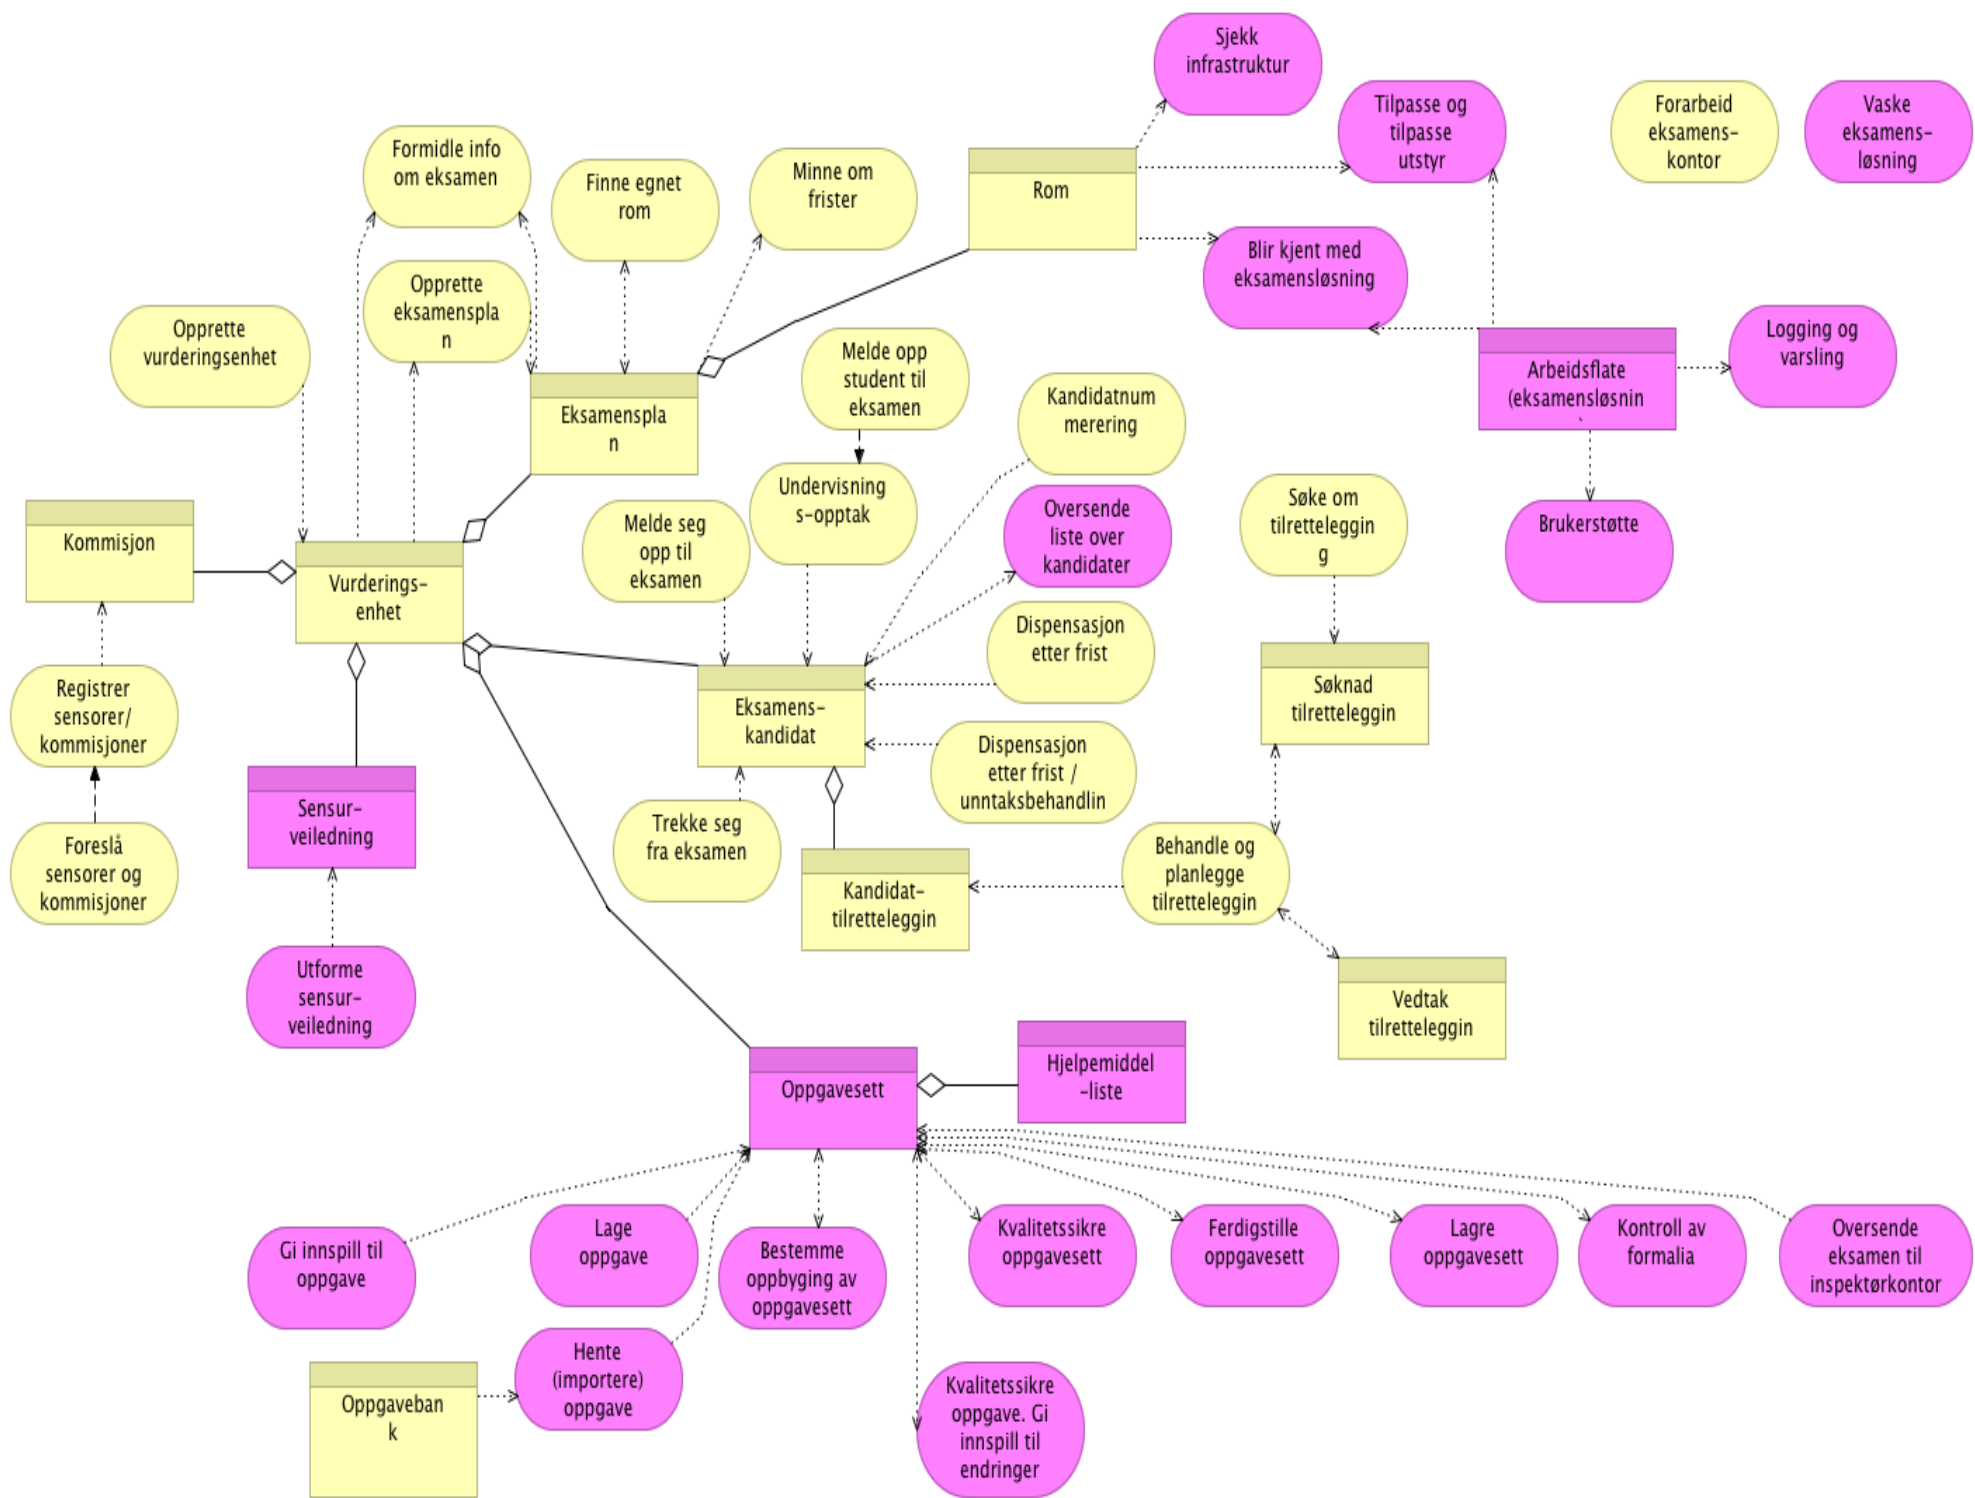 Sjekk
infrastruktur
Tilpasse og
tilpasse
utstyr
Forarbeid
eksamens-
kontor
Vaske
eksamens-
løsning
Formidle info
om eksamen
Finne egnet
rom
Minne om
frister
Rom
Blir kjent med
eksamensløsning
Opprette
eksamenspla
n
Opprette
vurderingsenhet
Melde opp
student til
eksamen
Arbeidsflate
(eksamensløsnin
Logging og
varsling
Eksamenspla
n
Kandidatnum
merering
Undervisning
s-opptak
Oversende
liste over
kandidater
Søke om
tilretteleggin
g
Brukerstøtte
Kommisjon
Melde seg
opp til
eksamen
Vurderings-
enhet
Dispensasjon
etter frist
Registrer
sensorer/
kommisjoner
Eksamens-
kandidat
Søknad
tilretteleggin
Dispensasjon
etter frist /
unntaksbehandlin
Sensur-
veiledning
Trekke seg
fra eksamen
Foreslå
sensorer og
kommisjoner
Kandidat-
tilretteleggin
Behandle og
planlegge
tilretteleggin
Utforme
sensur-
veiledning
Vedtak
tilretteleggin
Oppgavesett
Hjelpemiddel
-liste
Gi innspill til
oppgave
Lage
oppgave
Bestemme
oppbyging av
oppgavesett
Kvalitetssikre
oppgavesett
Ferdigstille
oppgavesett
Lagre
oppgavesett
Kontroll av
formalia
Oversende
eksamen til
inspektørkontor
Oppgaveban
k
Hente
(importere)
oppgave
Kvalitetssikre
oppgave. Gi
innspill til
endringer